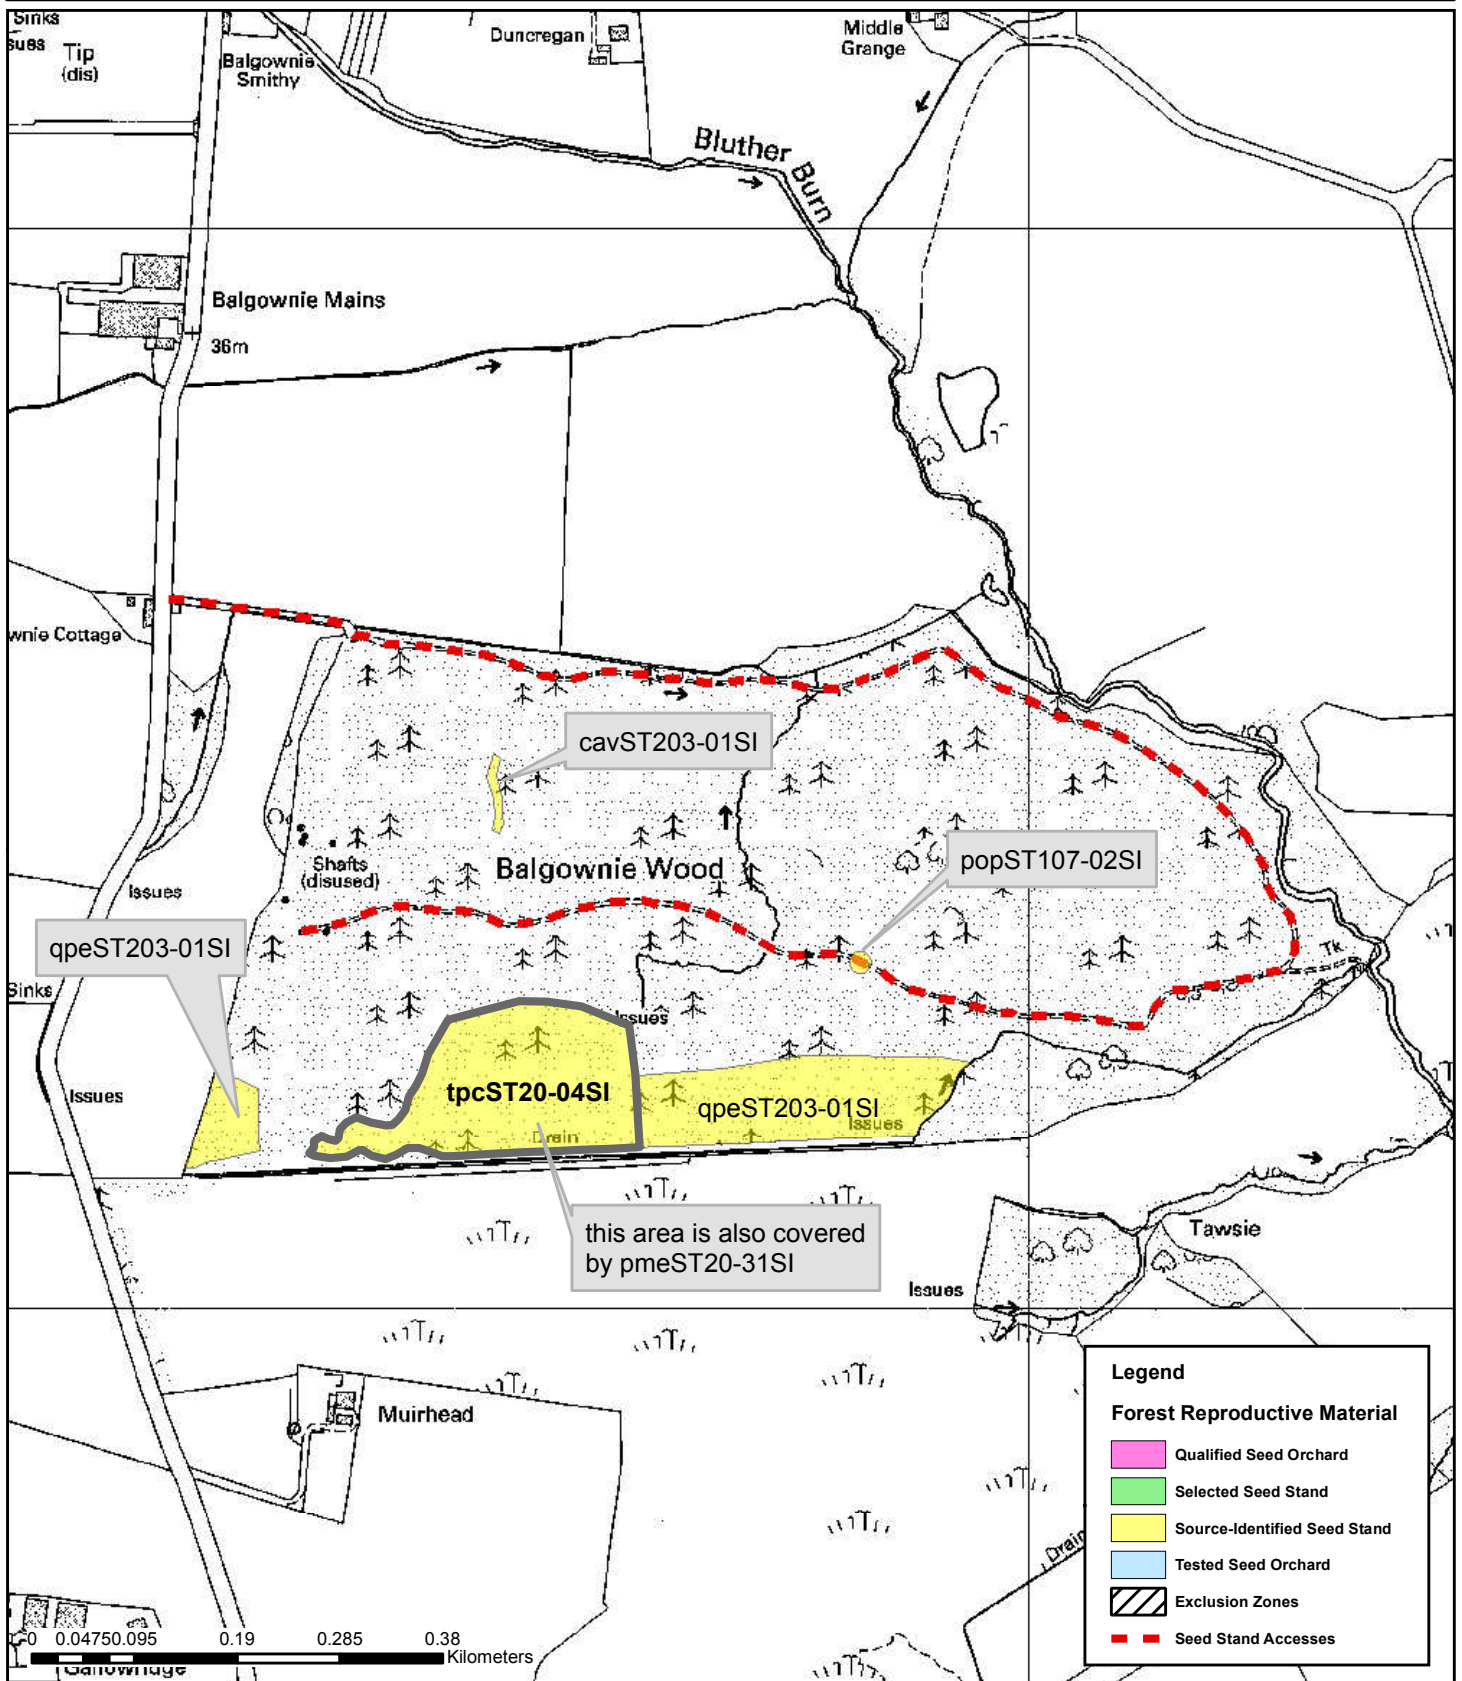 Sinks
sues
Tip
(dis)
Balgownie
Smithy
Duncregan
Middle
Grange
Bluther
Burn
Balgownie Mains
36m
wnie Cottage
cavST203-01SI
Shafts
(disused)
Balgownie Wood
popST107-02SI
Issues
qpeST203-01SI
Tk
Sinks
Issues
Issues
tpcST20-04SI
qpeST203-01SI
Issues
Drain
this area is also covered
by pmeST20-31SI
Tawsie
Issues
Muirhead
Drain
Legend
Forest Reproductive Material
Qualified Seed Orchard
Selected Seed Stand
Source-Identified Seed Stand
Tested Seed Orchard
Exclusion Zones
Seed Stand Accesses
0 0.0475 0.095 0.19 0.285 0.38
Kilometers
Gallowridge